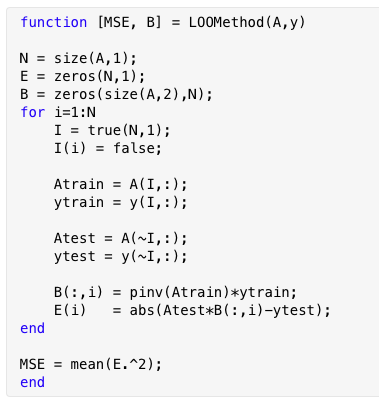 function [MSE, B] = LOOMethod(A,y)
N = size(A,1);
E = zeros(N,1);
B = zeros(size(A,2),N);
for i=1:N
    I = true(N,1);
    I(i) = false;
    Atrain = A(I,:);
    ytrain = y(I,:);
    Atest = A(~I,:);
    ytest = y(~I,:);
    B(:,i) = pinv(Atrain)*ytrain;
    E(i)   = abs(Atest*B(:,i)-ytest);
end
MSE = mean(E.^2);
end